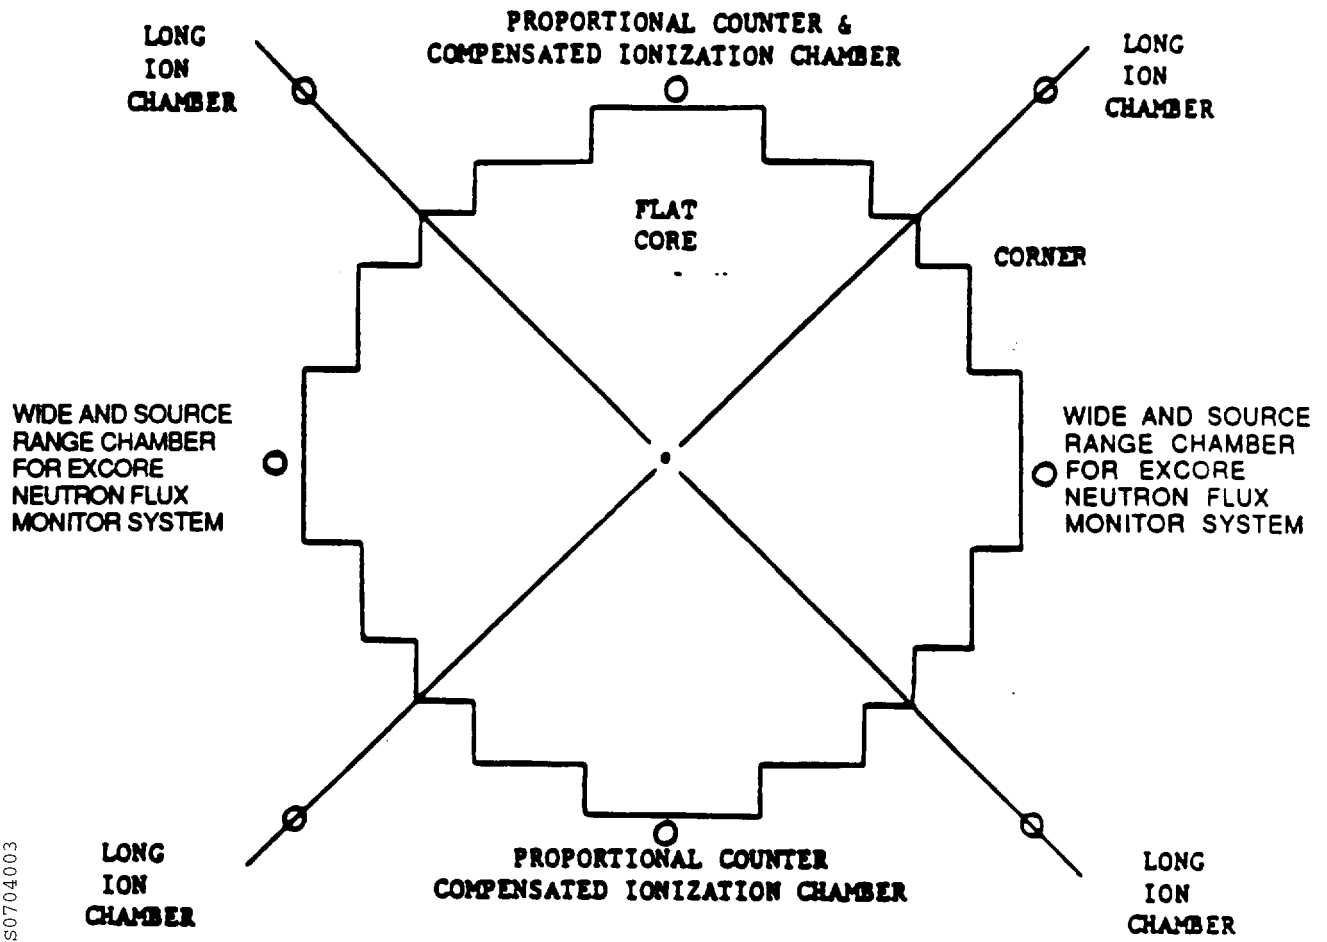 PROPORTIONAL COUNTER &
COMPENSATED IONIZATION CHAMBER
LONG
ION
CHAMBER
LONG
ION
CHAMBER
FLAT
CORE
CORNER
WIDE AND SOURCE
RANGE CHAMBER
FOR EXCORE
NEUTRON FLUX
MONITOR SYSTEM
WIDE AND SOURCE
RANGE CHAMBER
FOR EXCORE
NEUTRON FLUX
MONITOR SYSTEM
LONG
ION
CHAMBER
PROPORTIONAL COUNTER
COMPENSATED IONIZATION CHAMBER
LONG
ION
CHAMBER
S0704003